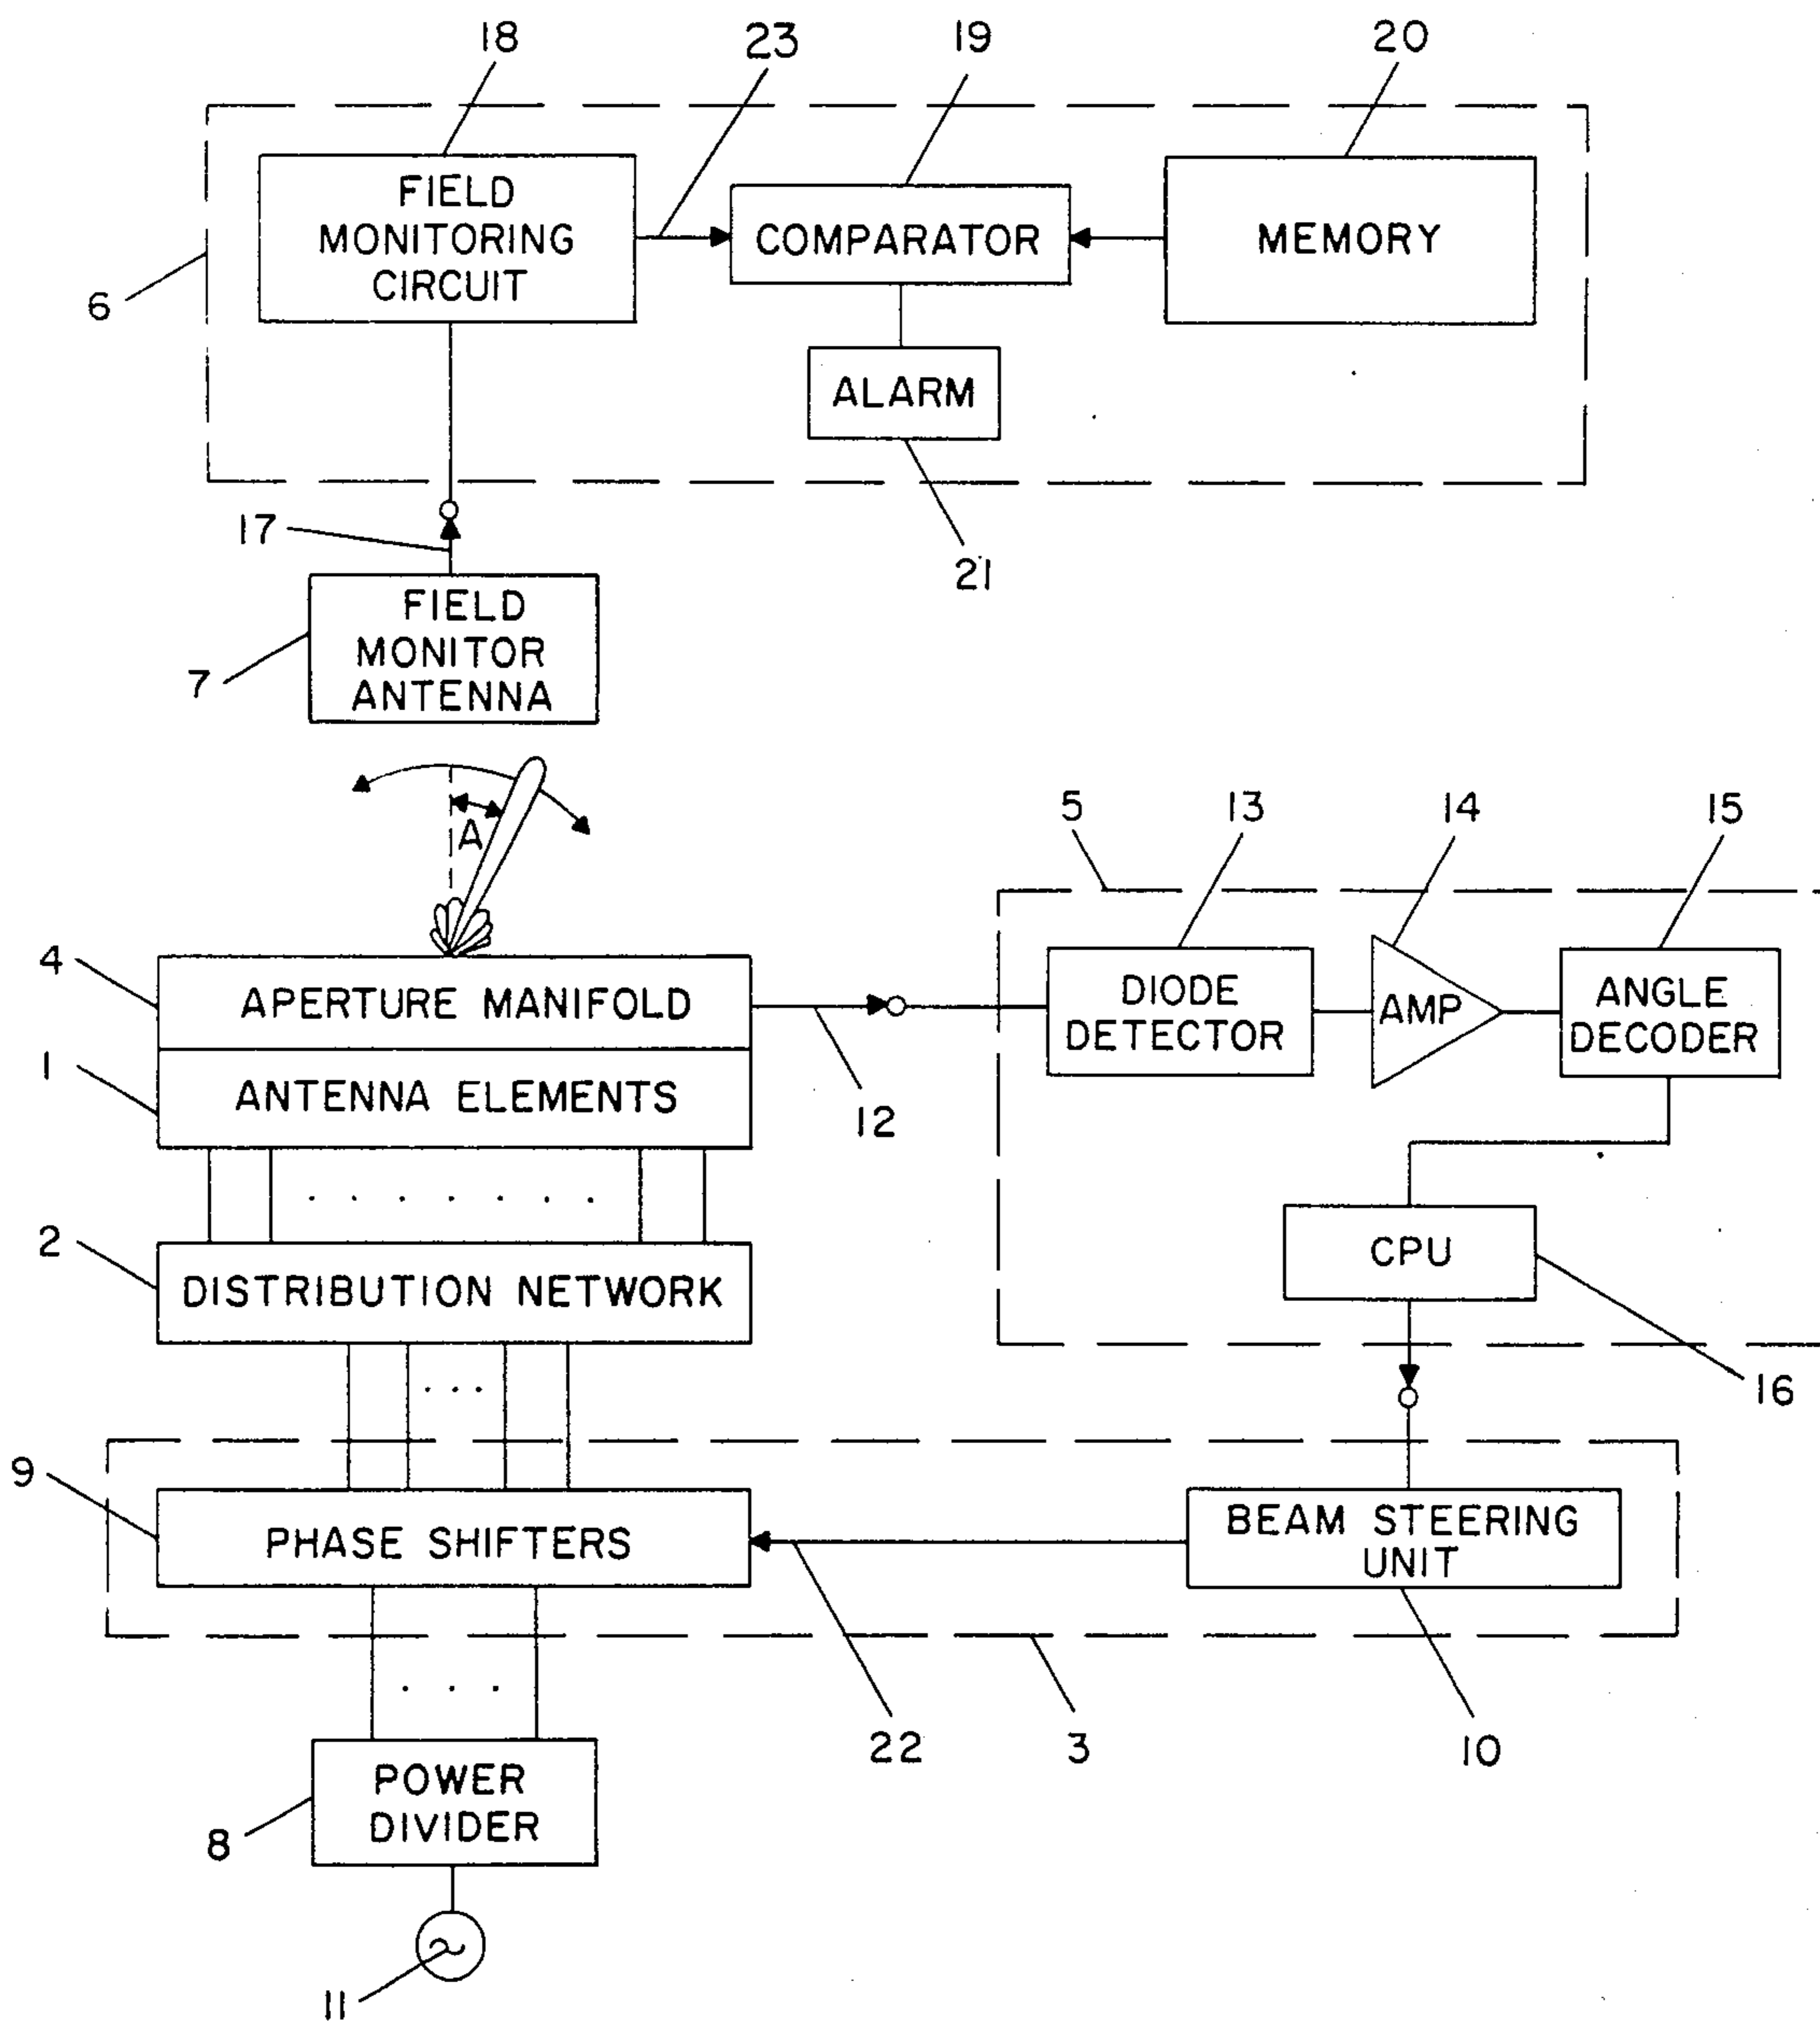 18
23
19
20
FIELD
MONITORING
CIRCUIT
COMPARATOR
MEMORY
6
ALARM
17
21
FIELD
MONITOR
ANTENNA
7
A
5
13
14
15
4
APERTURE MANIFOLD
DIODE
DETECTOR
AMP
ANGLE
DECODER
1
ANTENNA ELEMENTS
12
2
DISTRIBUTION NETWORK
CPU
16
9
PHASE SHIFTERS
BEAM STEERING
UNIT
22
3
10
POWER
DIVIDER
8
11